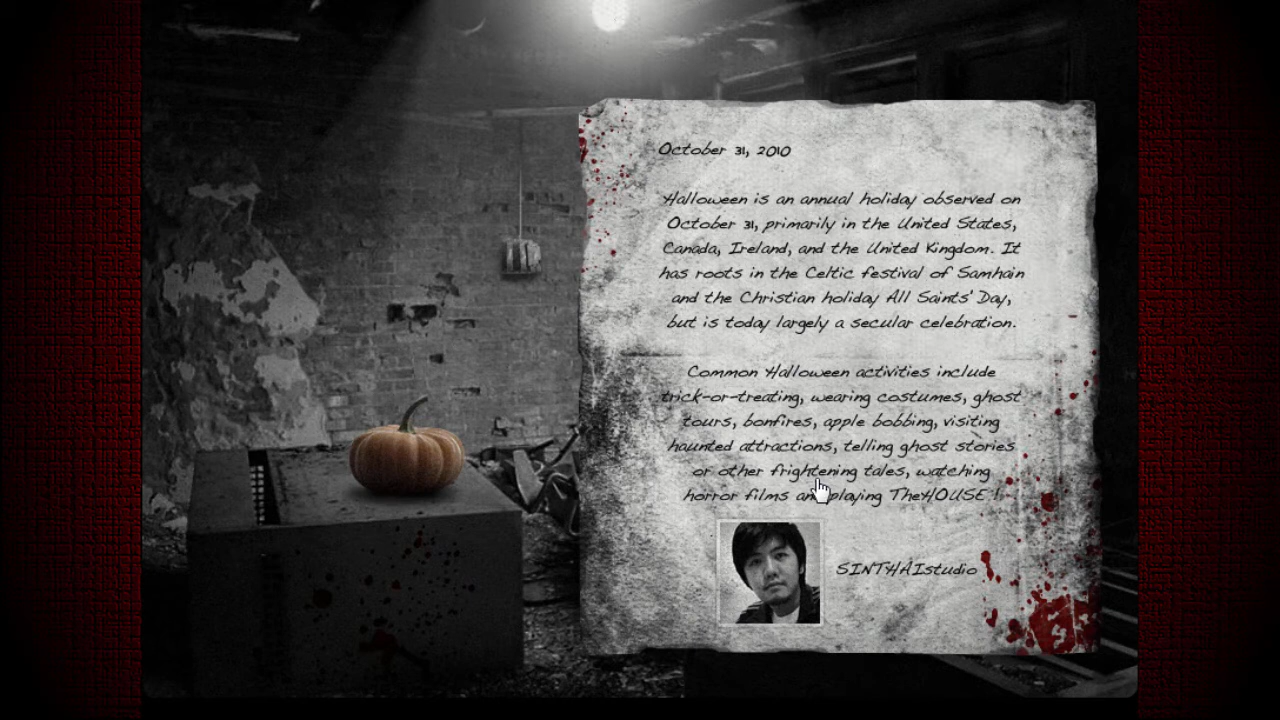 October 31, 2010
Halloween is an annual holiday observed on
October 31, primarily in the United States,
Canada, Ireland, and the United Kingdom. It
has roots in the Celtic festival of Samhain
and the Christian holiday All Saints' Day,
but is today largely a secular celebration.
Common Halloween activities include
trick-or-treating, wearing costumes, ghost
tours, bonfires, apple bobbing, visiting
haunted attractions, telling ghost stories
or other frightening tales, watching
horror films and playing TheHOUSE !
SINTHAIstudio